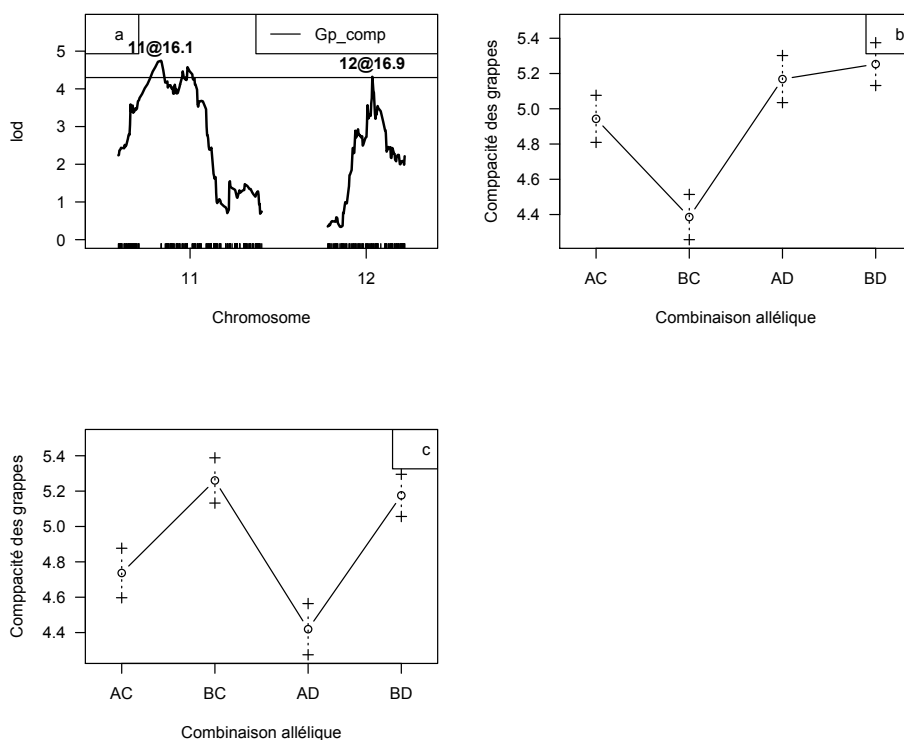 a
Gp_comp
11@16.1
12@16.9
lod
5
4
3
2
1
0
11
12
Chromosome
b
Comppacité des grappes
5.4
5.2
5.0
4.8
4.6
4.4
AC
BC
AD
BD
Combinaison allélique
c
Comppacité des grappes
5.4
5.2
5.0
4.8
4.6
4.4
AC
BC
AD
BD
Combinaison allélique